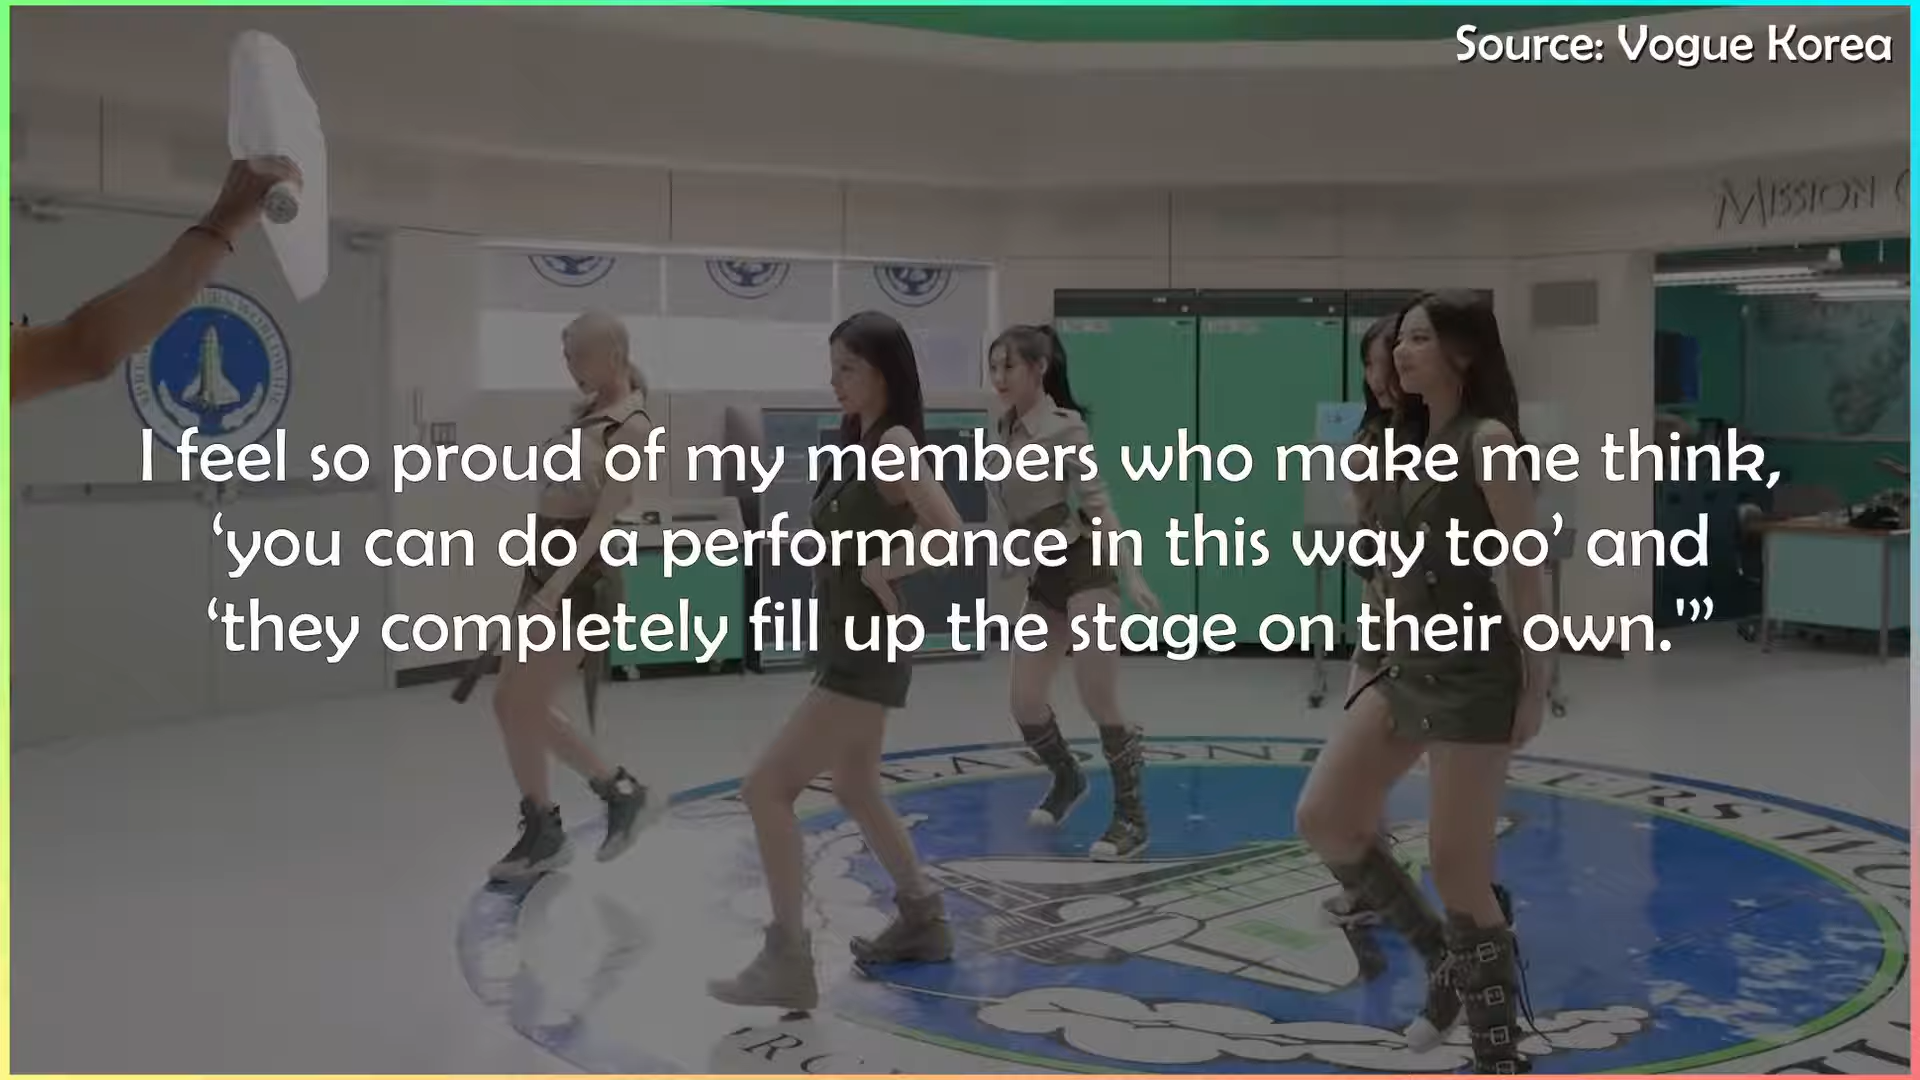 Source: Vogue Korea
MISSION
I feel so proud of my members who make me think,
‘you can do a performance in this way too’ and
‘they completely fill up the stage on their own.'”